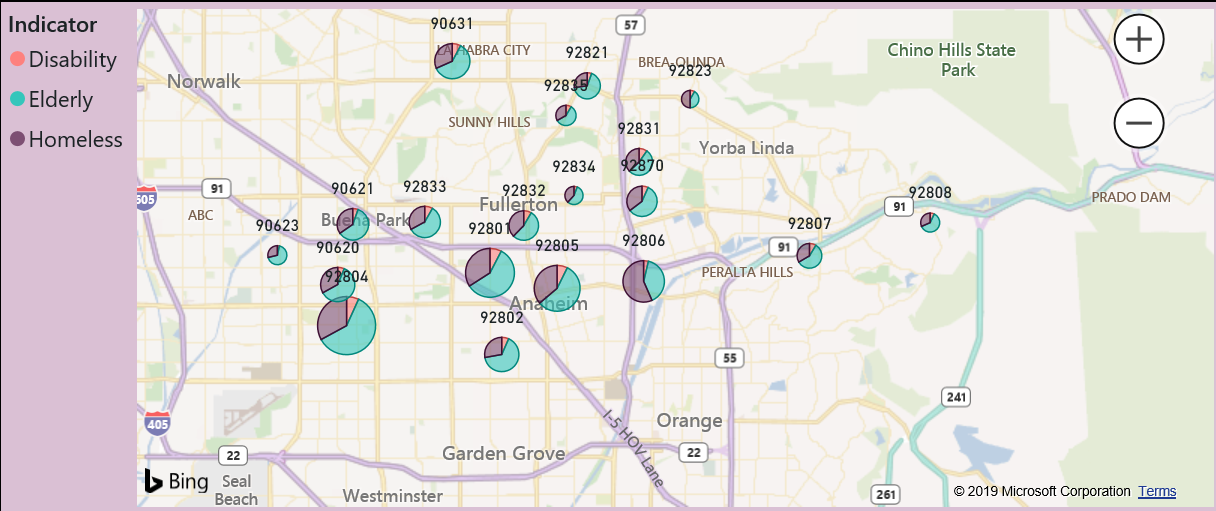 Indicator
Disability
Elderly
Homeless
90631
57
LA HABRA CITY
92821
BREA-OLINDA
92823
Chino Hills State
Park
Norwalk
92835
SUNNY HILLS
92831
Yorba Linda
92834
92870
605
91
90621
92833
92832
Fullerton
92808
91
PRADO DAM
ABC
Buena Park
90623
92801
92807
90620
92805
92806
91
PERALTA HILLS
92804
Anaheim
92802
55
241
405
I-5 HOV Lane
Orange
22
Garden Grove
22
Bing
Seal
Beach
Westminster
261
© 2019 Microsoft Corporation Terms